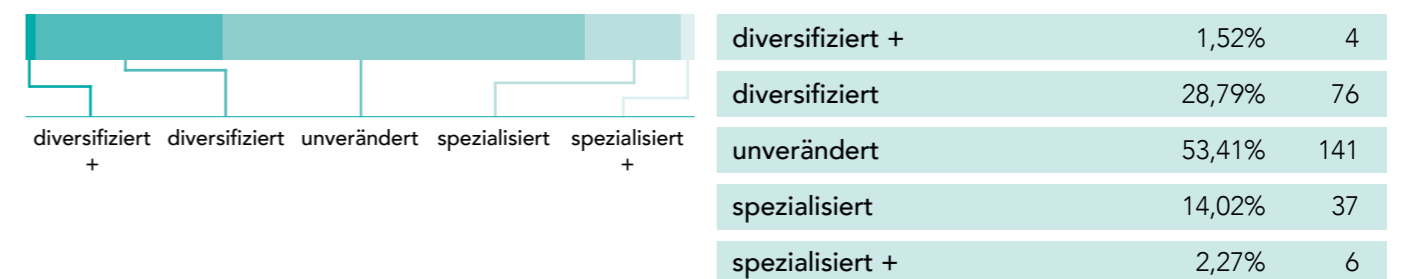 diversifiziert +
diversifiziert
unverändert
spezialisiert
spezialisiert +
diversifiziert + 1,52% 4
diversifiziert 28,79% 76
unverändert 53,41% 141
spezialisiert 14,02% 37
spezialisiert + 2,27% 6